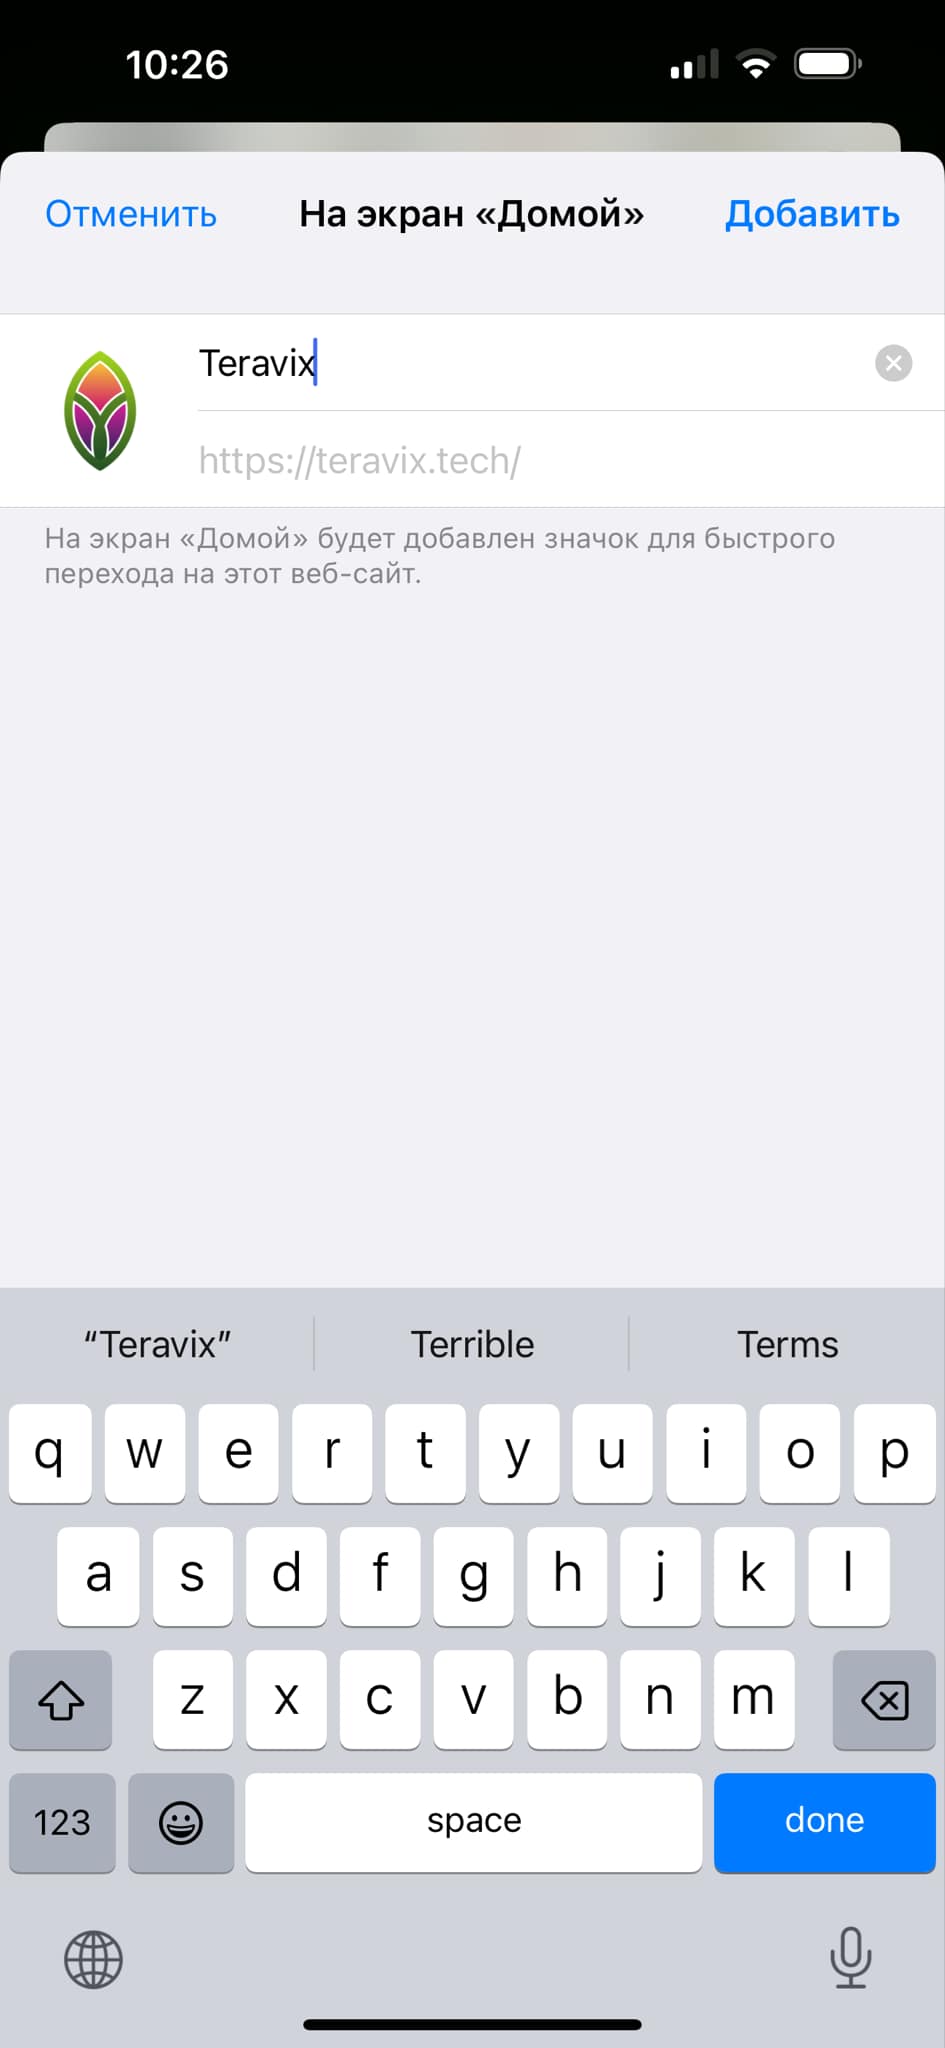 10:26
Отменить На экран «Домой» Добавить
Teravix
https://teravix.tech/
На экран «Домой» будет добавлен значок для быстрого
перехода на этот веб-сайт.
“Teravix” Terrible Terms
q w e r t y u i o p
a s d f g h j k l
z x c v b n m
123 space done